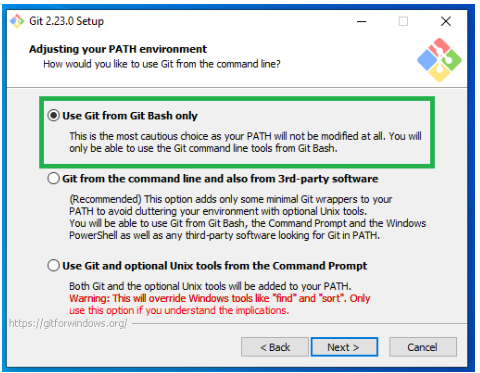 Git 2.23.0 Setup
Adjusting your PATH environment
How would you like to use Git from the command line?
Use Git from Git Bash only
This is the most cautious choice as your PATH will not be modified at all. You will
only be able to use the Git command line tools from Git Bash.
Git from the command line and also from 3rd-party software
(Recommended) This option adds only some minimal Git wrappers to your
PATH to avoid cluttering your environment with optional Unix tools.
You will be able to use Git from Git Bash, the Command Prompt and the Windows
PowerShell as well as any third-party software looking for Git in PATH.
Use Git and optional Unix tools from the Command Prompt
Both Git and the optional Unix tools will be added to your PATH.
Warning: This will override Windows tools like "find" and "sort". Only
use this option if you understand the implications.
https://gitforwindows.org/
< Back Next > Cancel